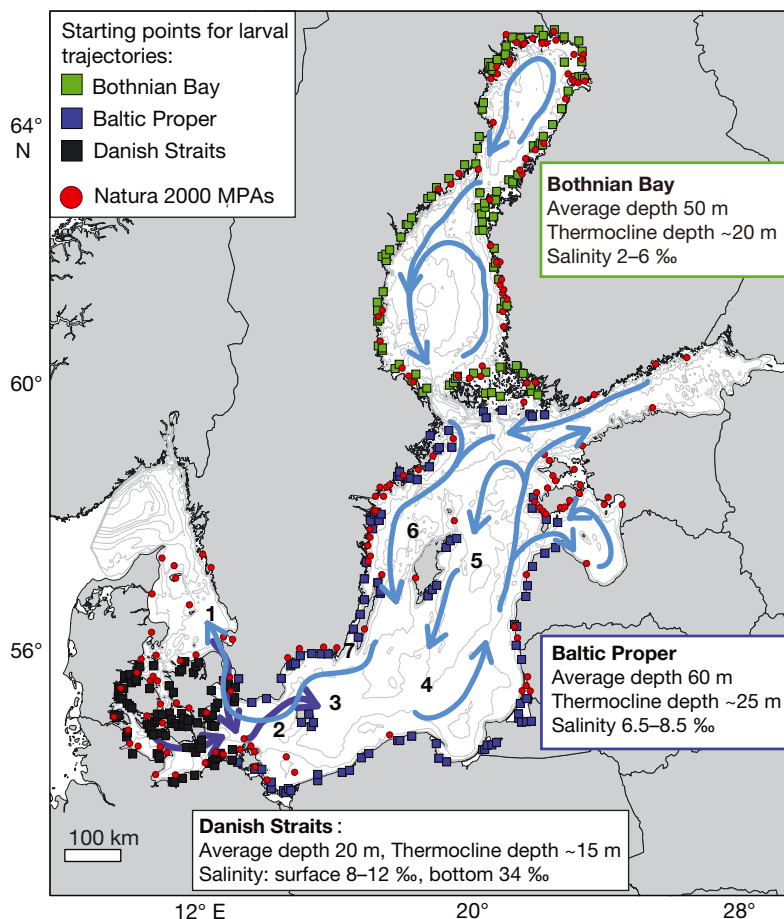 Starting points for larval
trajectories:
Bothnian Bay
Baltic Proper
Danish Straits
Natura 2000 MPAs
64°
N
Bothnian Bay
Average depth 50 m
Thermocline depth ~20 m
Salinity 2–6 ‰
60°
6
5
1
56°
7
Baltic Proper
Average depth 60 m
Thermocline depth ~25 m
Salinity 6.5–8.5 ‰
4
3
2
Danish Straits :
Average depth 20 m, Thermocline depth ~15 m
Salinity: surface 8–12 ‰, bottom 34 ‰
100 km
12° E
20°
28°